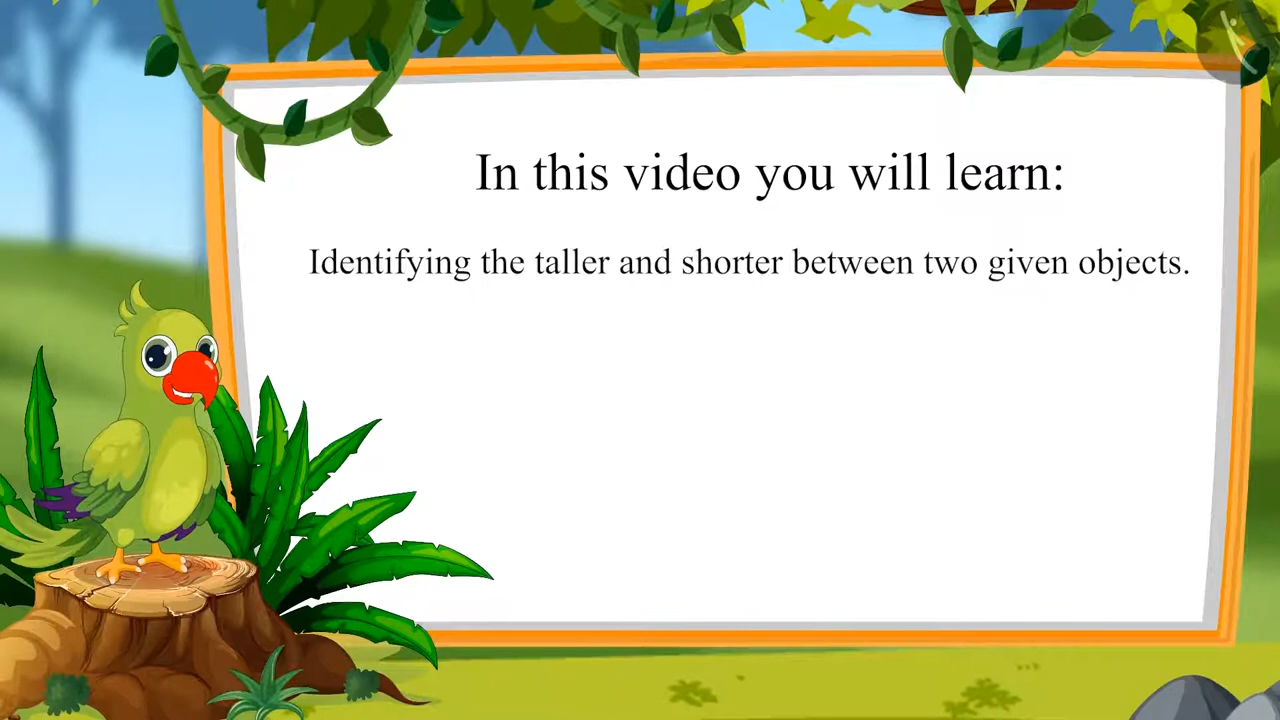 In this video you will learn:
Identifying the taller and shorter between two given objects.